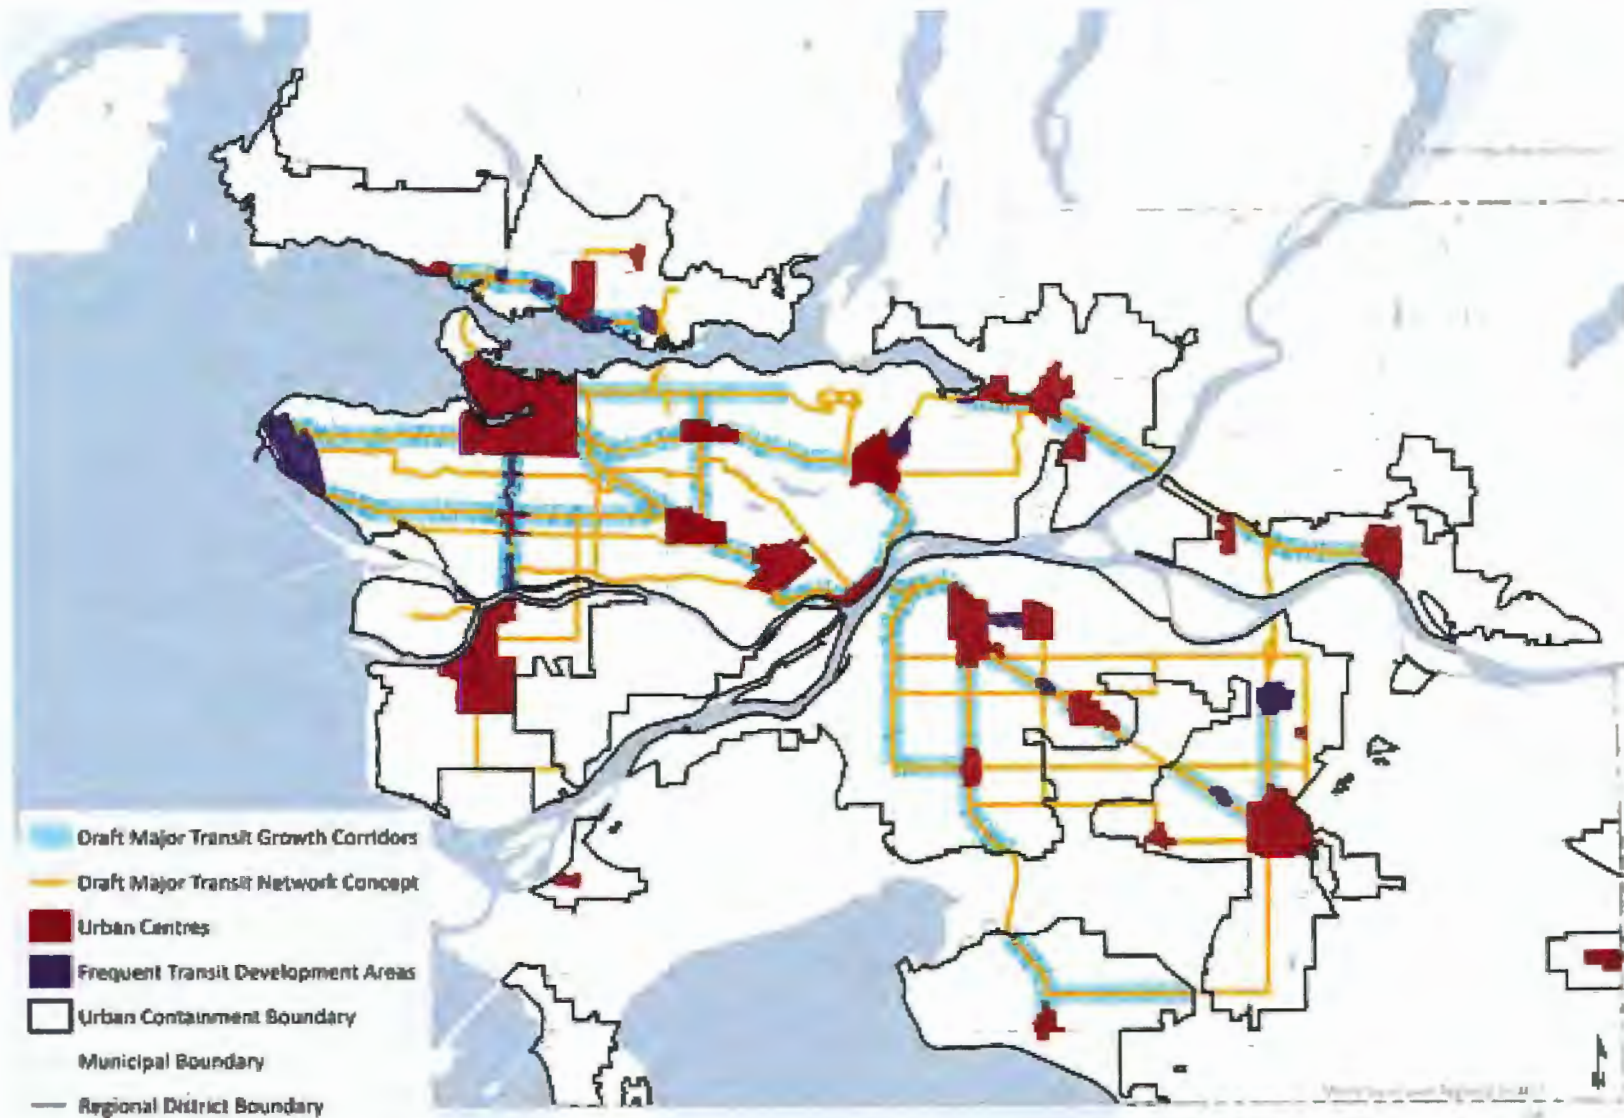 Draft Major Transit Growth Corridors
Draft Major Transit Network Concept
Urban Centres
Frequent Transit Development Areas
Urban Containment Boundary
Municipal Boundary
Regional District Boundary